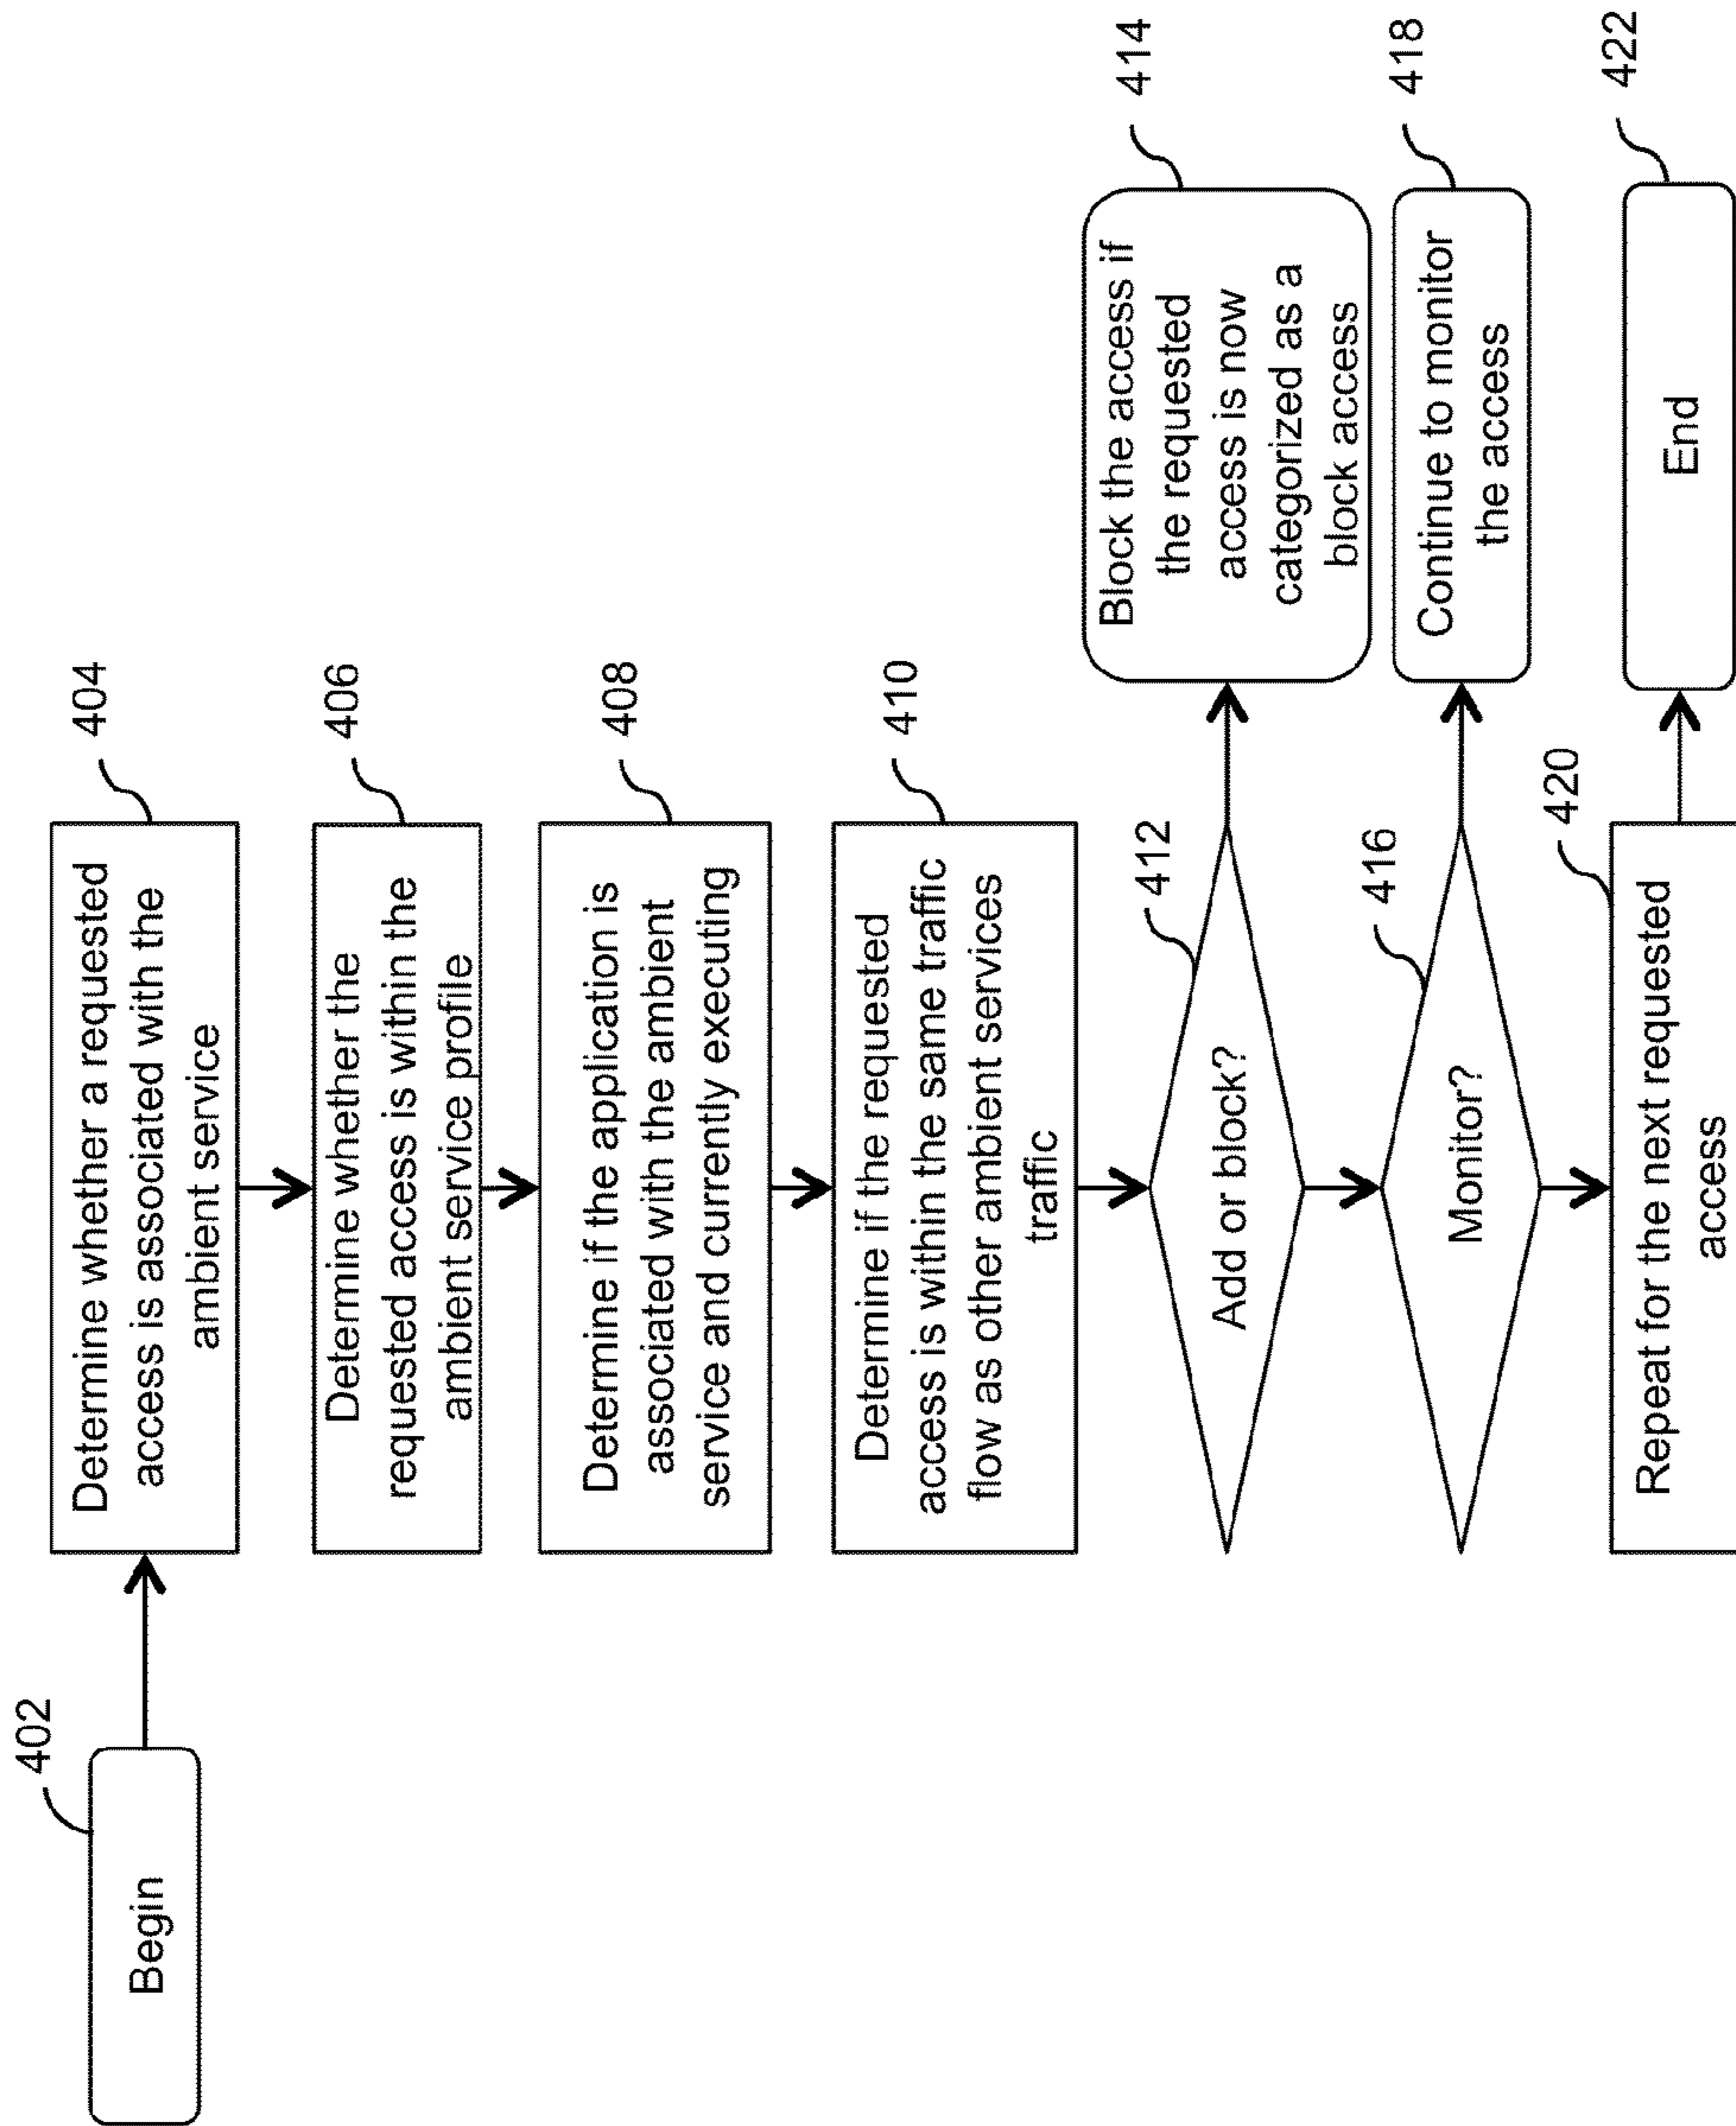 402
Begin
404
Determine whether a requested
access is associated with the
ambient service
406
Determine whether the
requested access is within the
ambient service profile
408
Determine if the application is
associated with the ambient
service and currently executing
410
Determine if the requested
access is within the same traffic
flow as other ambient services
traffic
412
Add or block?
414
Block the access if
the requested
access is now
categorized as a
block access
416
Monitor?
418
Continue to monitor
the access
420
Repeat for the next requested
access
422
End